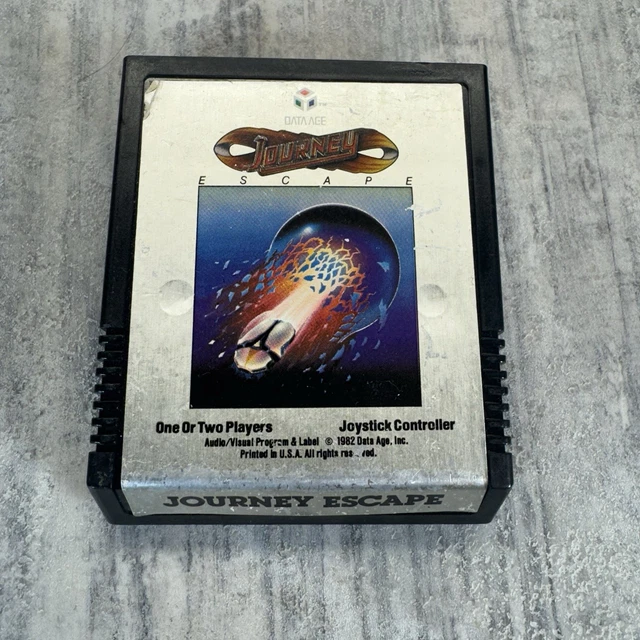 DATA AGE
JOURNEY
ESCAPE
One Or Two Players Joystick Controller
Audio/Visual Program & Label © 1982 Data Age, Inc.
Printed in U.S.A. All rights
JOURNEY ESCAPE